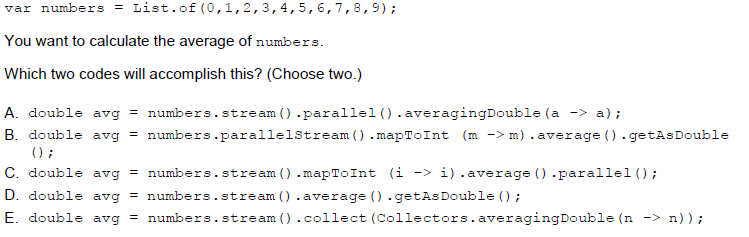 var numbers = List.of(0,1,2,3,4,5,6,7,8,9);
You want to calculate the average of numbers.
Which two codes will accomplish this? (Choose two.)
A. double avg = numbers.stream().parallel().averagingDouble(a -> a);
B. double avg = numbers.parallelStream().mapToInt (m -> m).average().getAsDouble
();
C. double avg = numbers.stream().mapToInt (i -> i).average().parallel();
D. double avg = numbers.stream().average().getAsDouble();
E. double avg = numbers.stream().collect(Collectors.averagingDouble(n -> n));